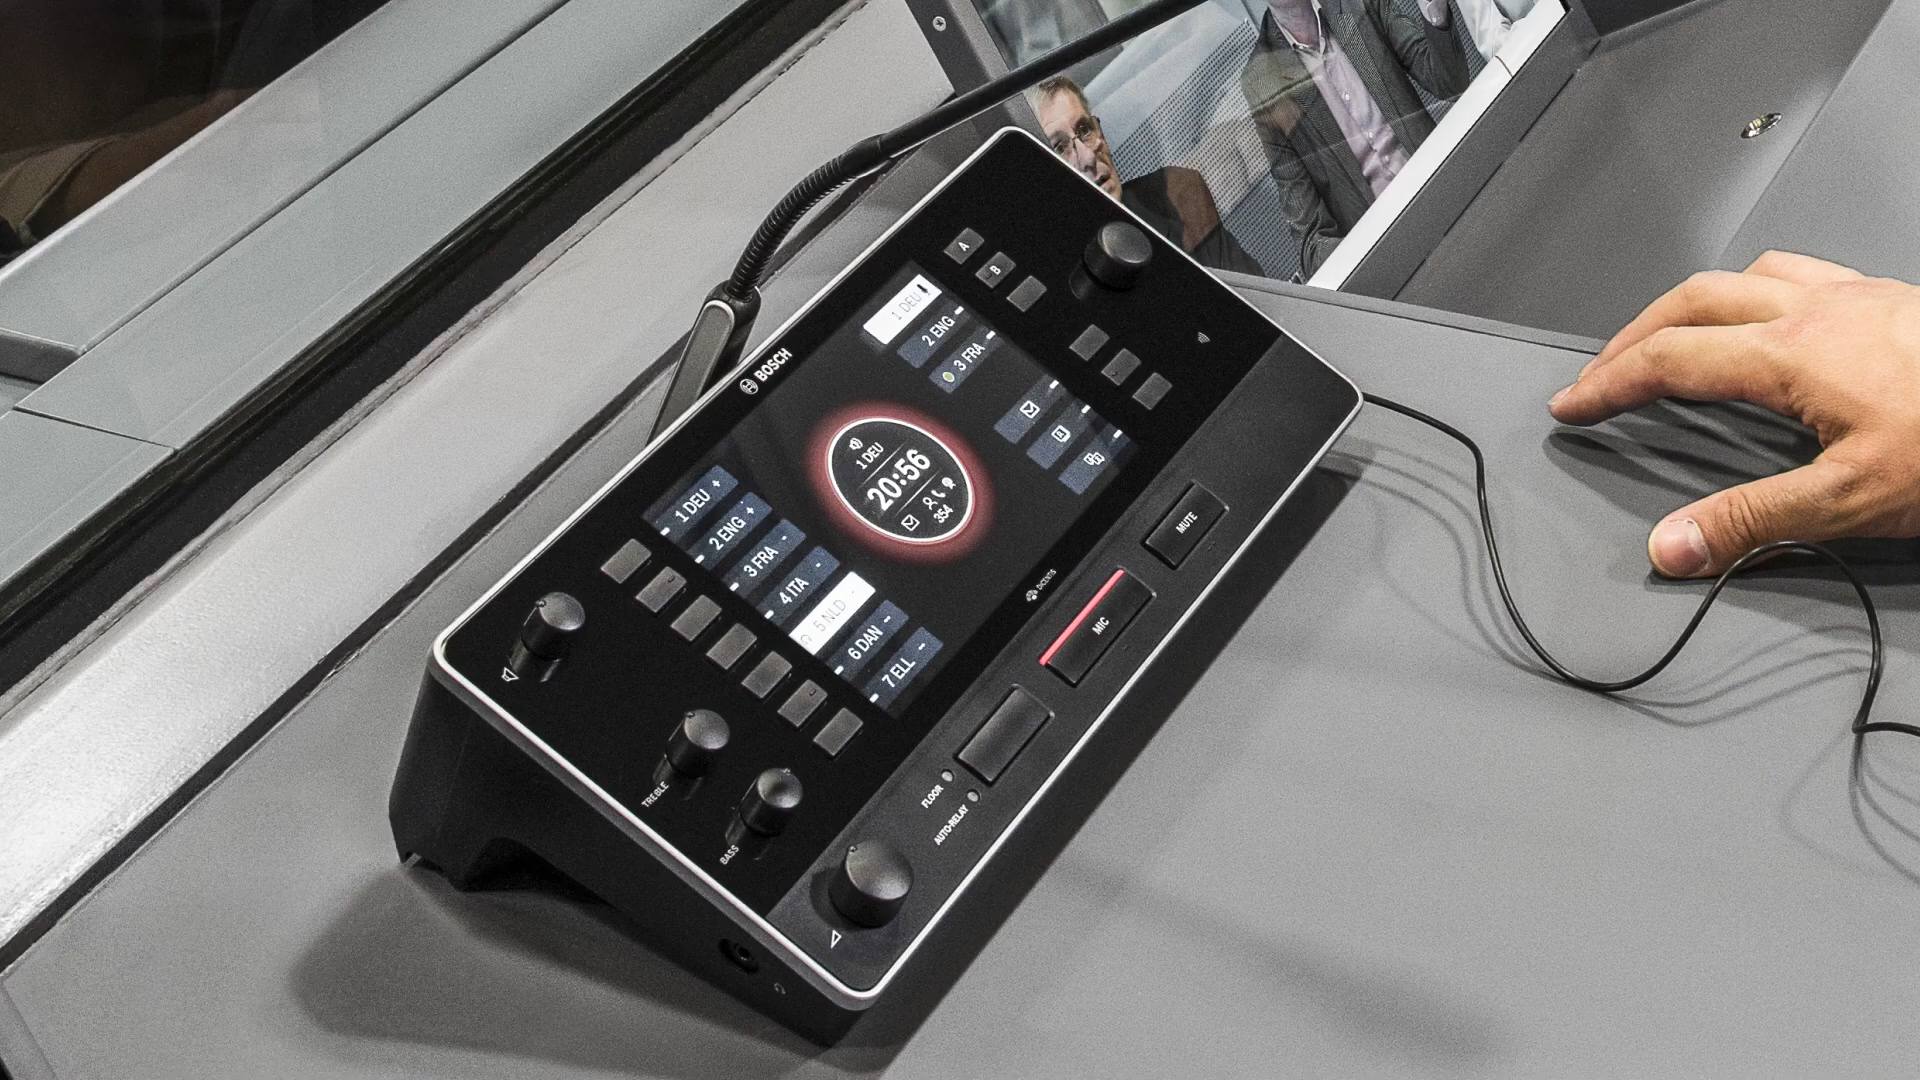 BOSCH
A
B
1 DEU
2 ENG
3 FRA
1 DEU
20:56
354
1 DEU +
2 ENG +
3 FRA -
4 ITA -
5 NLD -
6 DAN --
7 ELL --
DICENTIS
MUTE
MIC
FLOOR
AUTO-RELAY
TREBLE
BASS